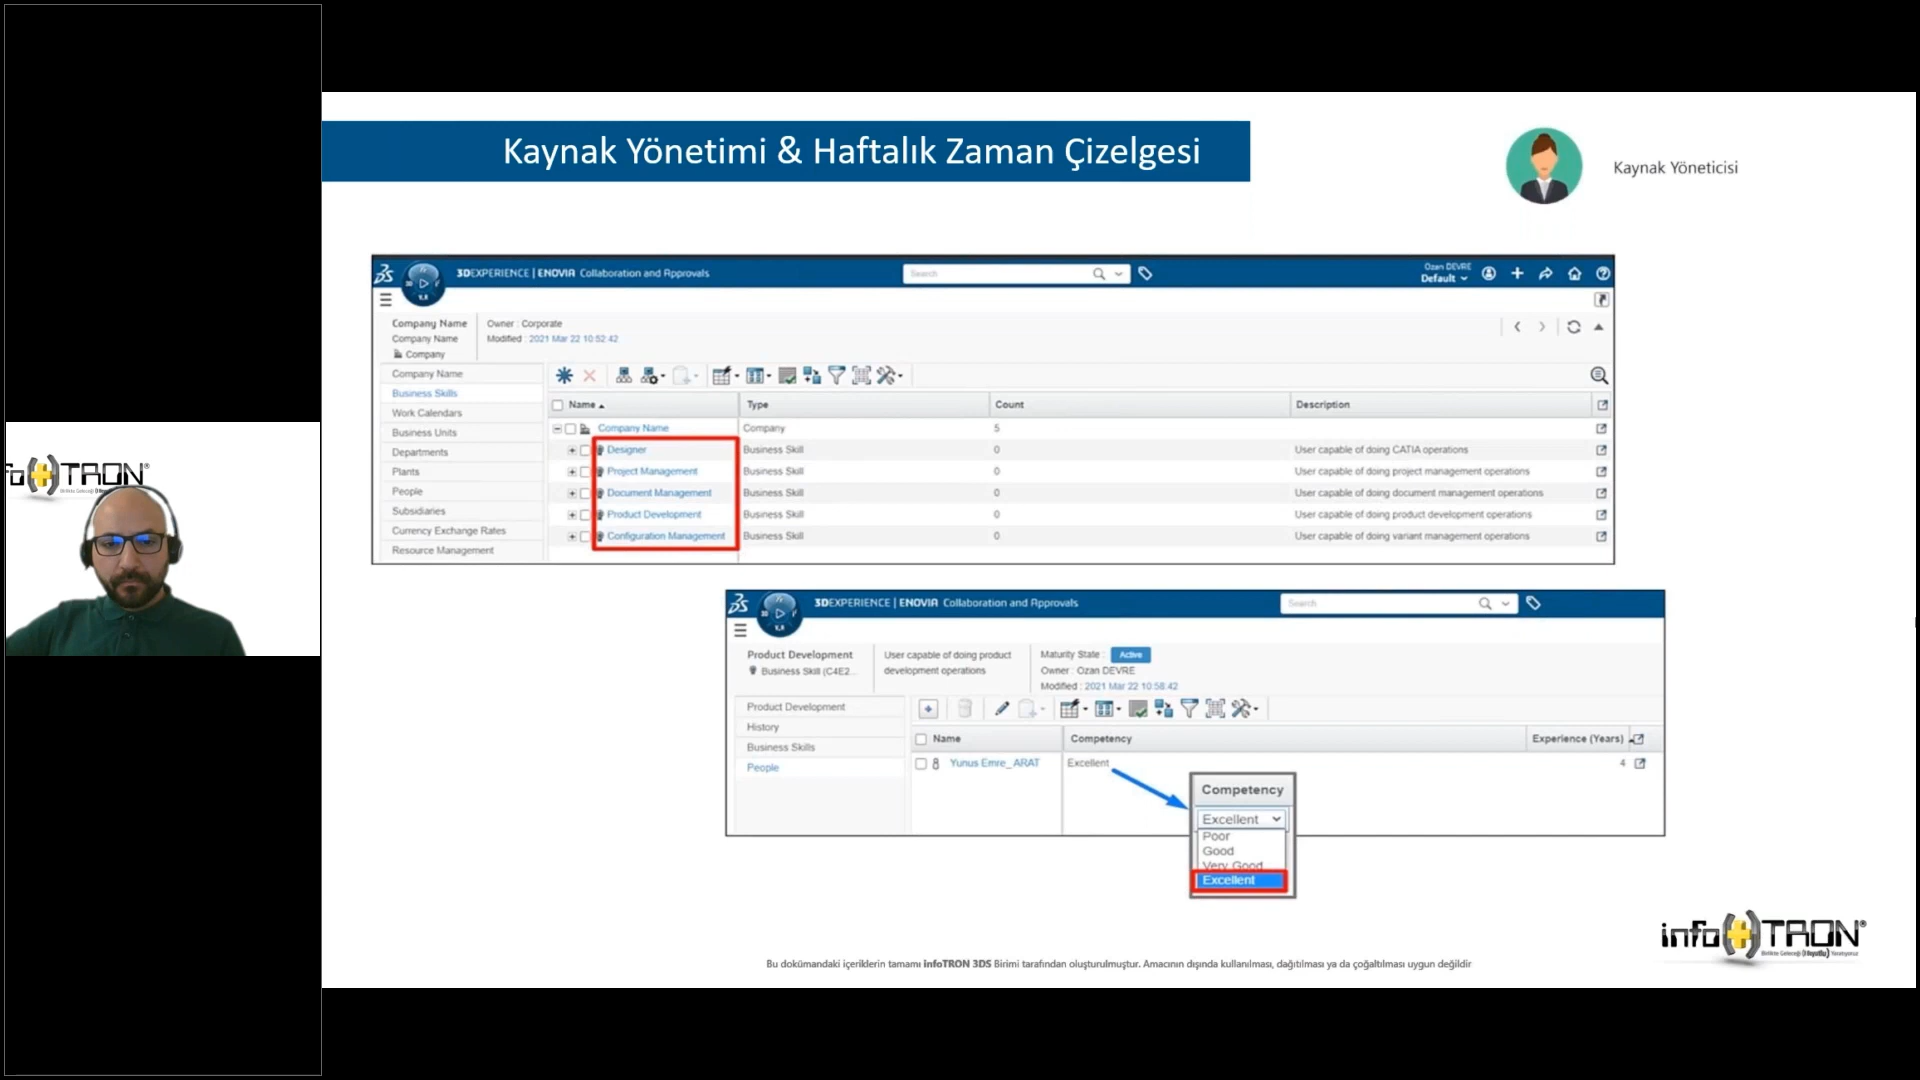 Kaynak Yönetimi & Haftalık Zaman Çizelgesi
Kaynak Yöneticisi
3DEXPERIENCE | ENOVIA Collaboration and Approvals
Search
Ozan DEVRE
Default
Company Name
Company Name
Company
Owner : Corporate
Modified : 2021 Mar 22 10:52:42
Company Name
Business Skills
Work Calendars
Business Units
Departments
Plants
People
Subsidiaries
Currency Exchange Rates
Resource Management
Name Type Count Description
Company Name Company 5
Designer Business Skill 0 User capable of doing CATIA operations
Project Management Business Skill 0 User capable of doing project management operations
Document Management Business Skill 0 User capable of doing document management operations
Product Development Business Skill 0 User capable of doing product development operations
Configuration Management Business Skill 0 User capable of doing variant management operations
infoTRON®
3DEXPERIENCE | ENOVIA Collaboration and Approvals
Search
Product Development
Business Skill (C4E2...
User capable of doing product
development operations
Maturity State : Active
Owner : Ozan DEVRE
Modified : 2021 Mar 22 10:58:42
Product Development
History
Business Skills
People
Name Competency Experience (Years)
Yunus Emre_ARAT Excellent 4
Competency
Excellent
Poor
Good
Very Good
Excellent
infoTRON®
Bu dokümandaki içeriklerin tamamı infoTRON 3DS Birimi tarafından oluşturulmuştur. Amacının dışında kullanılması, dağıtılması ya da çoğaltılması uygun değildir